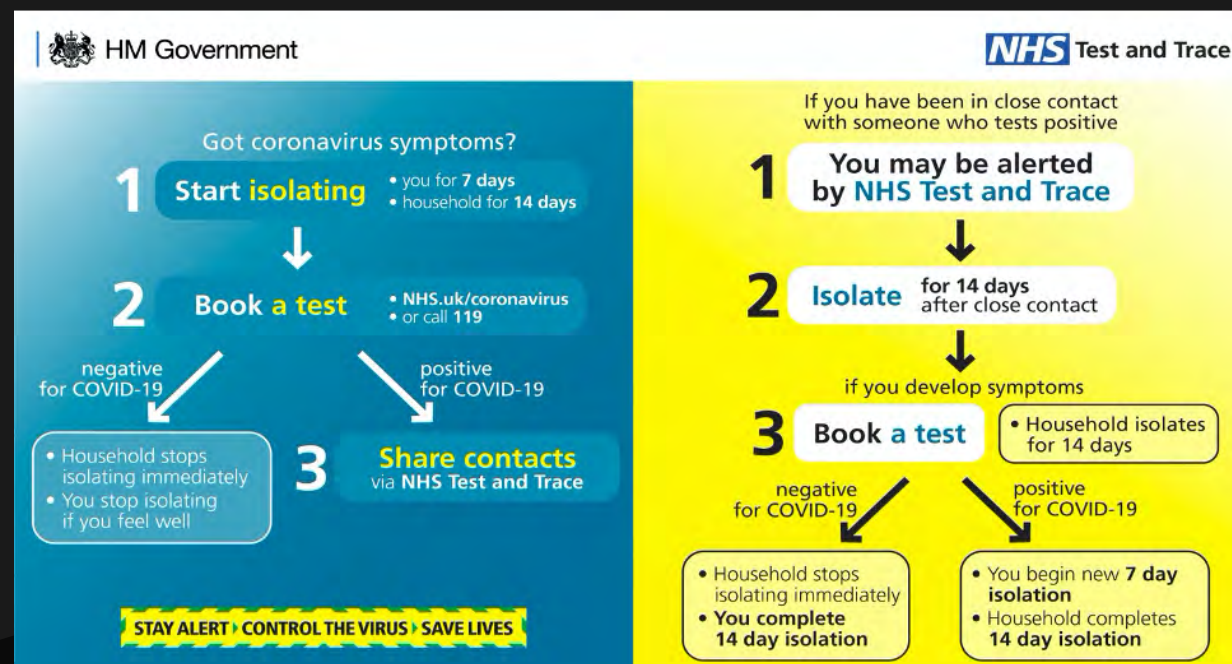 HM Government
NHS Test and Trace
Got coronavirus symptoms?
1 Start isolating
• you for 7 days
• household for 14 days
2 Book a test
• NHS.uk/coronavirus
• or call 119
negative
for COVID-19
positive
for COVID-19
• Household stops
isolating immediately
• You stop isolating
if you feel well
3 Share contacts
via NHS Test and Trace
STAY ALERT CONTROL THE VIRUS SAVE LIVES
If you have been in close contact
with someone who tests positive
1 You may be alerted
by NHS Test and Trace
2 Isolate
for 14 days
after close contact
if you develop symptoms
3 Book a test
• Household isolates
for 14 days
negative
for COVID-19
positive
for COVID-19
• Household stops
isolating immediately
• You complete
14 day isolation
• You begin new 7 day
isolation
• Household completes
14 day isolation